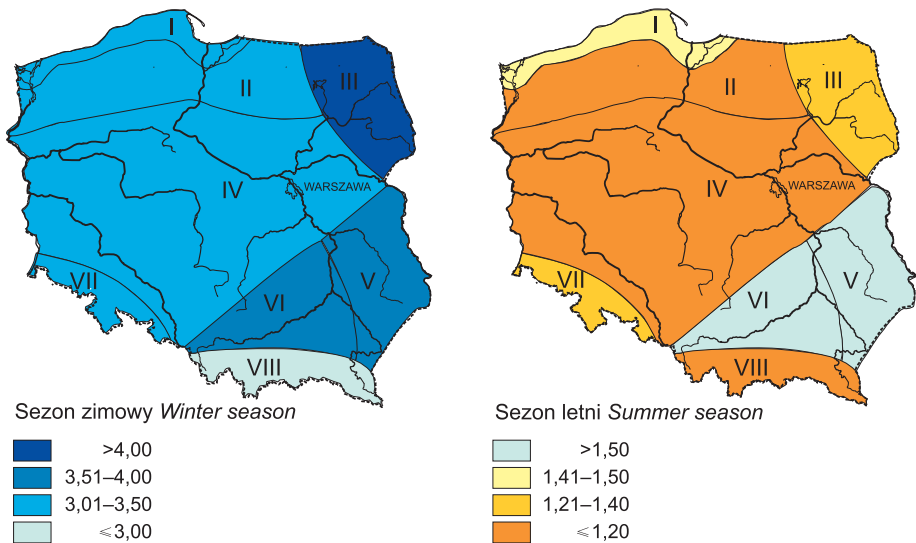 I
II
III
IV
WARSZAWA
V
VI
VII
VIII
Sezon zimowy Winter season
>4,00
3,51–4,00
3,01–3,50
⩽3,00
I
II
III
IV
WARSZAWA
V
VI
VII
VIII
Sezon letni Summer season
>1,50
1,41–1,50
1,21–1,40
⩽1,20